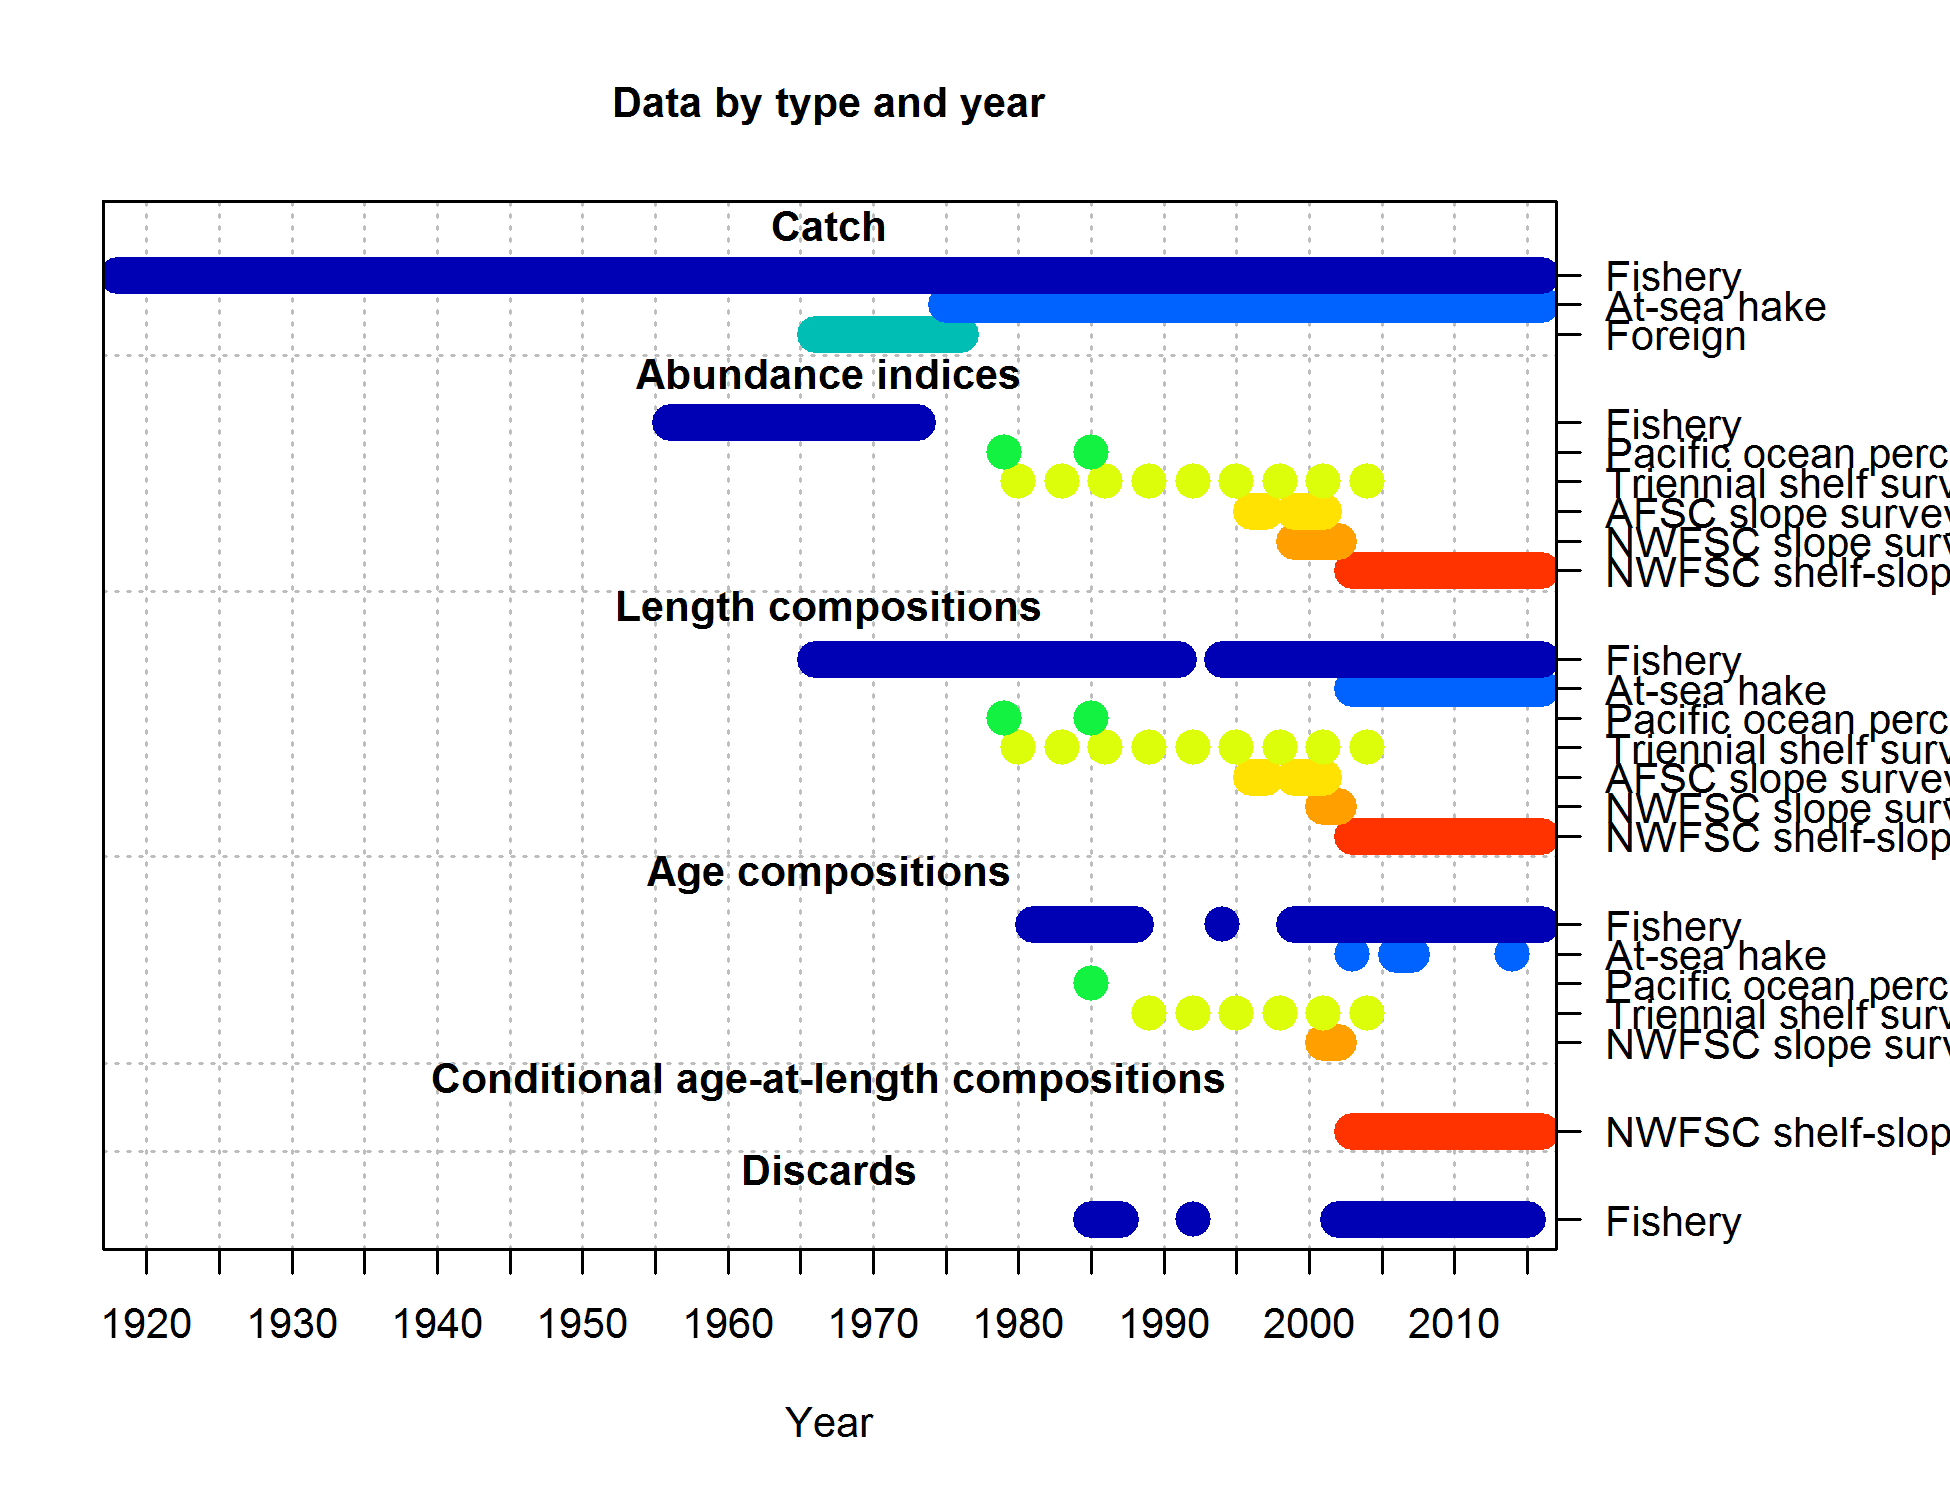 Data by type and year
Catch
Fishery
At-sea hake
Foreign
Abundance indices
Fishery
Pacific ocean perc
Triennial shelf surv
AFSC slope survey
NWFSC slope surv
NWFSC shelf-slop
Length compositions
Fishery
At-sea hake
Pacific ocean perc
Triennial shelf surv
AFSC slope survey
NWFSC slope surv
NWFSC shelf-slop
Age compositions
Fishery
At-sea hake
Pacific ocean perc
Triennial shelf surv
NWFSC slope surv
Conditional age-at-length compositions
NWFSC shelf-slop
Discards
Fishery
1920 1930 1940 1950 1960 1970 1980 1990 2000 2010
Year